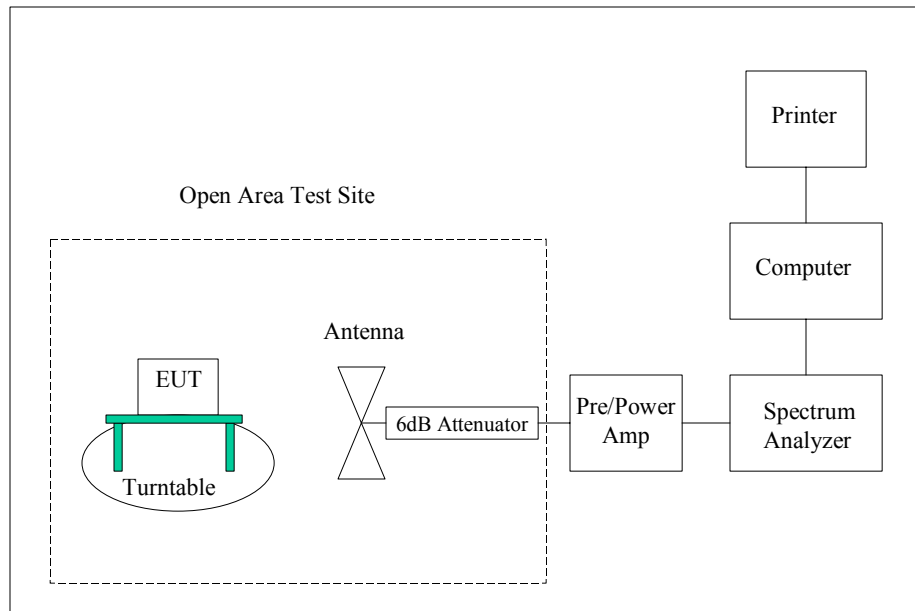 Printer
Open Area Test Site
Computer
Antenna
EUT
6dB Attenuator
Pre/Power
Amp
Spectrum
Analyzer
Turntable